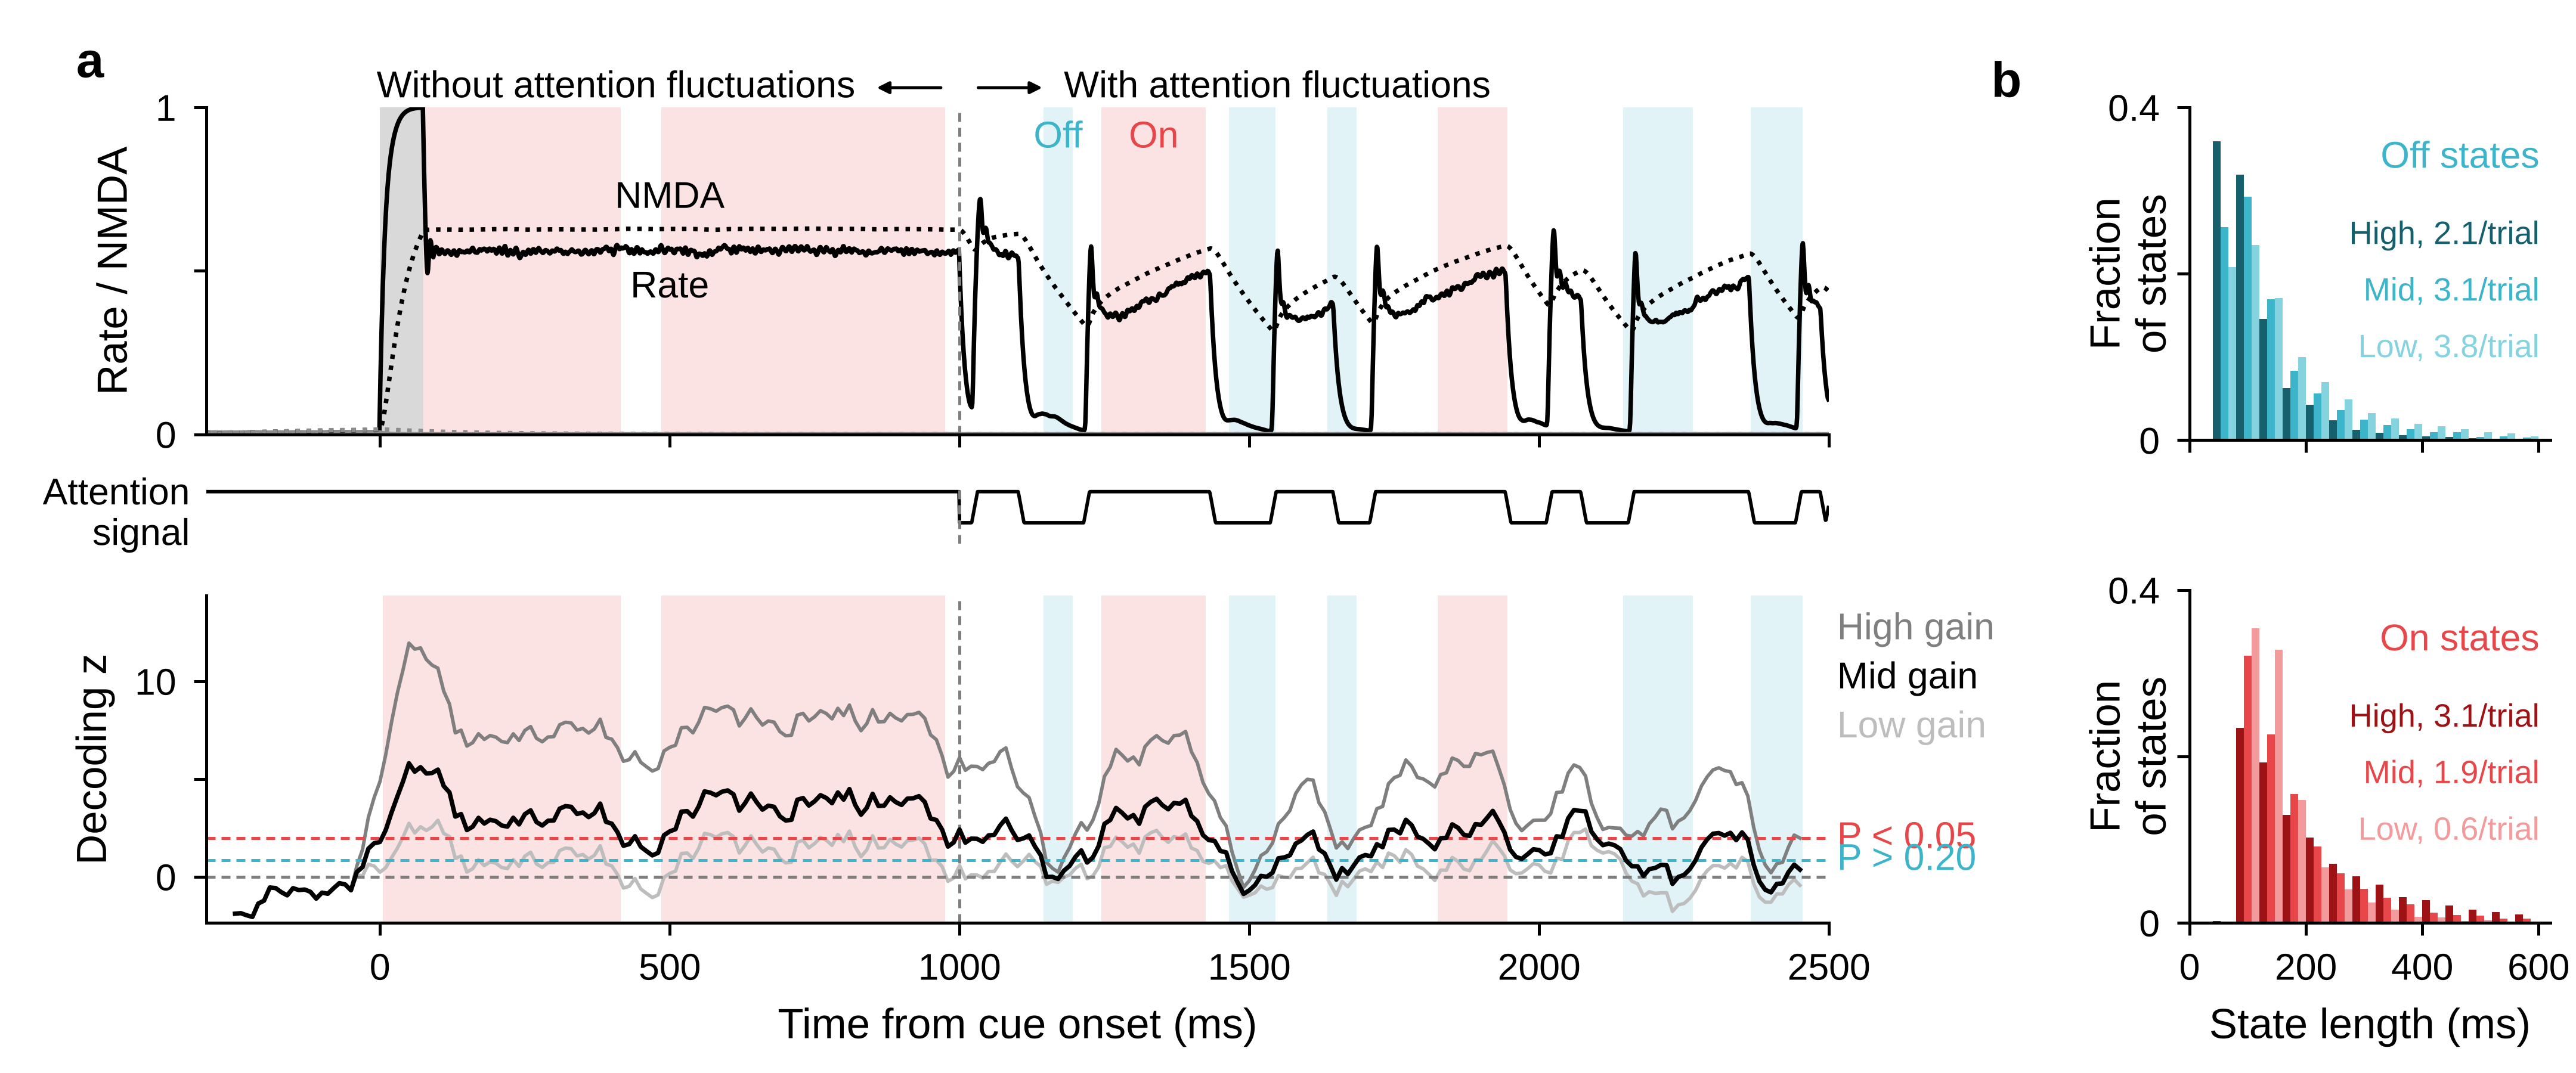 a
Without attention fluctuations
With attention fluctuations
1
0
Rate / NMDA
Off
On
NMDA
Rate
Attention
signal
10
0
Decoding z
High gain
Mid gain
Low gain
P < 0.05
P > 0.20
0
500
1000
1500
2000
2500
Time from cue onset (ms)
b
0.4
0
Fraction
of states
Off states
High, 2.1/trial
Mid, 3.1/trial
Low, 3.8/trial
0.4
0
Fraction
of states
On states
High, 3.1/trial
Mid, 1.9/trial
Low, 0.6/trial
0
200
400
600
State length (ms)